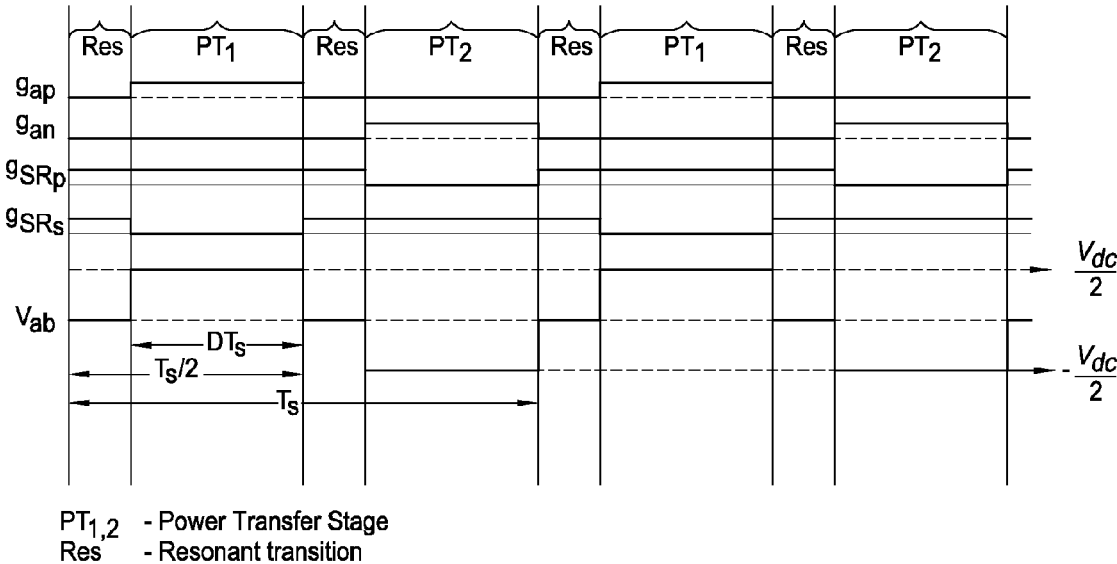 Res PT1 Res PT2 Res PT1 Res PT2
gap
gan
gSRp
gSRs
Vdc
2
Vab
DTs
Ts/2
- Vdc
2
Ts
PT1,2 - Power Transfer Stage
Res - Resonant transition